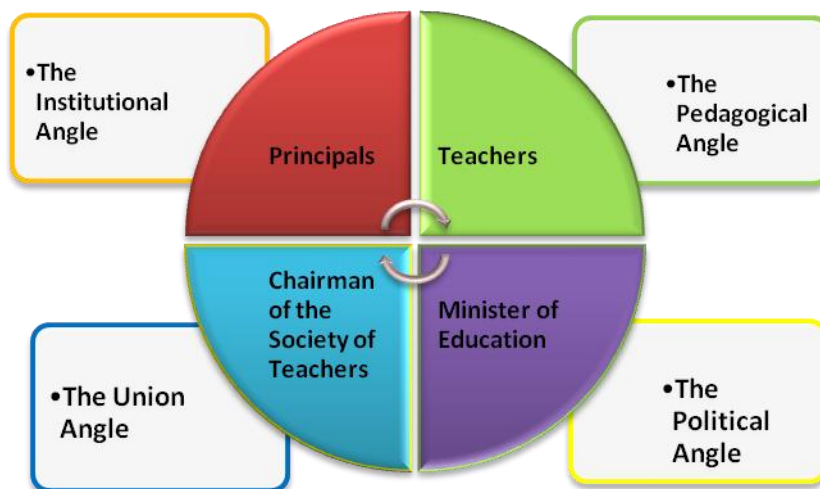 •The
Institutional
Angle
Principals
Teachers
•The
Pedagogical
Angle
Chairman
of the
Society of
Teachers
Minister of
Education
•The Union
Angle
•The
Political
Angle